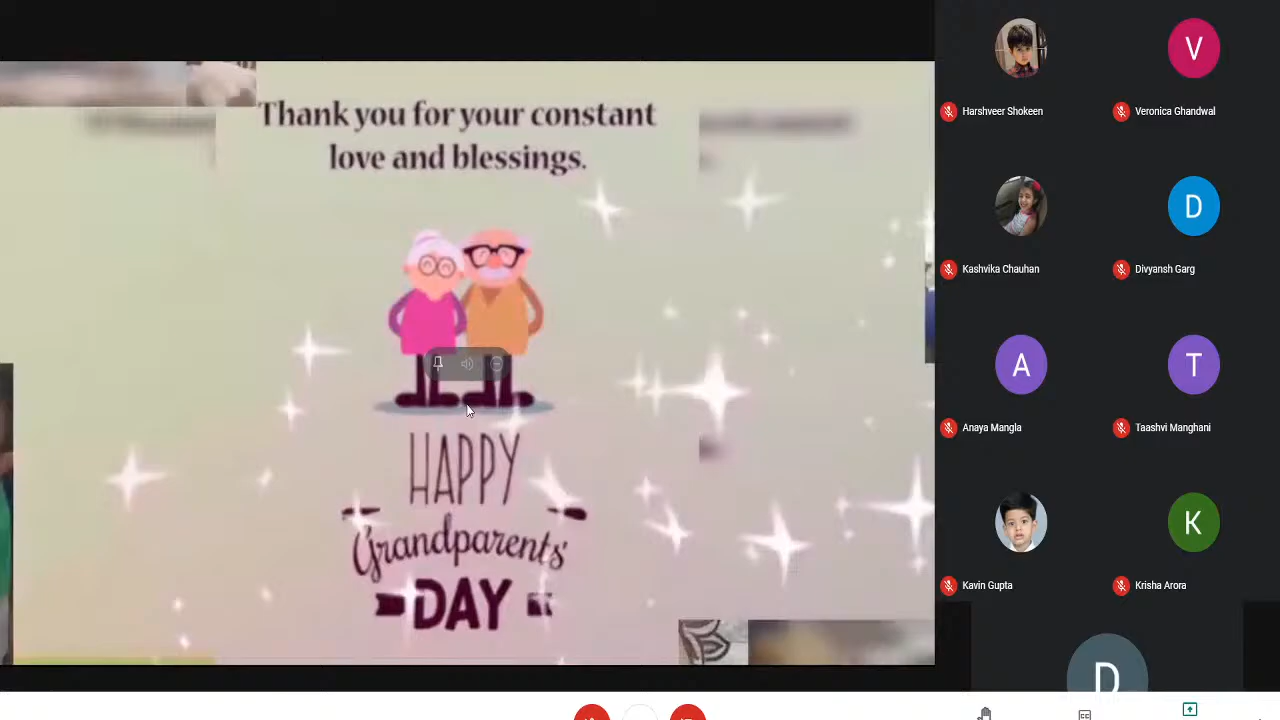 Thank you for your constant
love and blessings.
HAPPY
Grandparents'
DAY
Harshveer Shokeen
V
Veronica Ghandwal
Kashvika Chauhan
D
Divyansh Garg
A
Anaya Mangla
T
Taashvi Manghani
Kavin Gupta
K
Krisha Arora
D